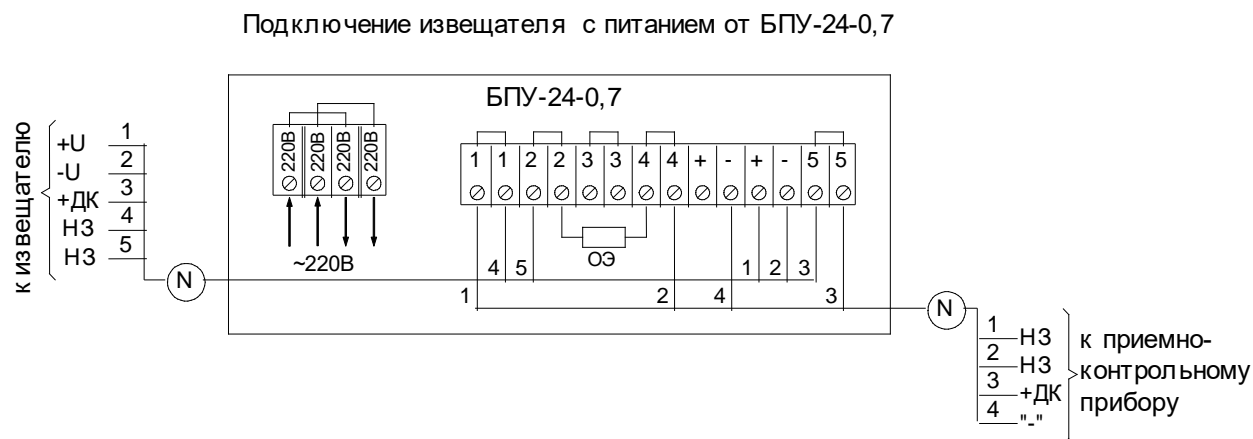 Подключение извещателя с питанием от БПУ-24-0,7
БПУ-24-0,7
к извещателю
+U 1
-U 2
+ДК 3
НЗ 4
НЗ 5
N
220В 220В 220В 220В
~220В
1 1 2 2 3 3 4 4 + - + - 5 5
ОЭ
4 5 1 2 3
1 2 4 3
N
1 НЗ
2 НЗ
3 +ДК
4 "-"
к приемно-
контрольному
прибору